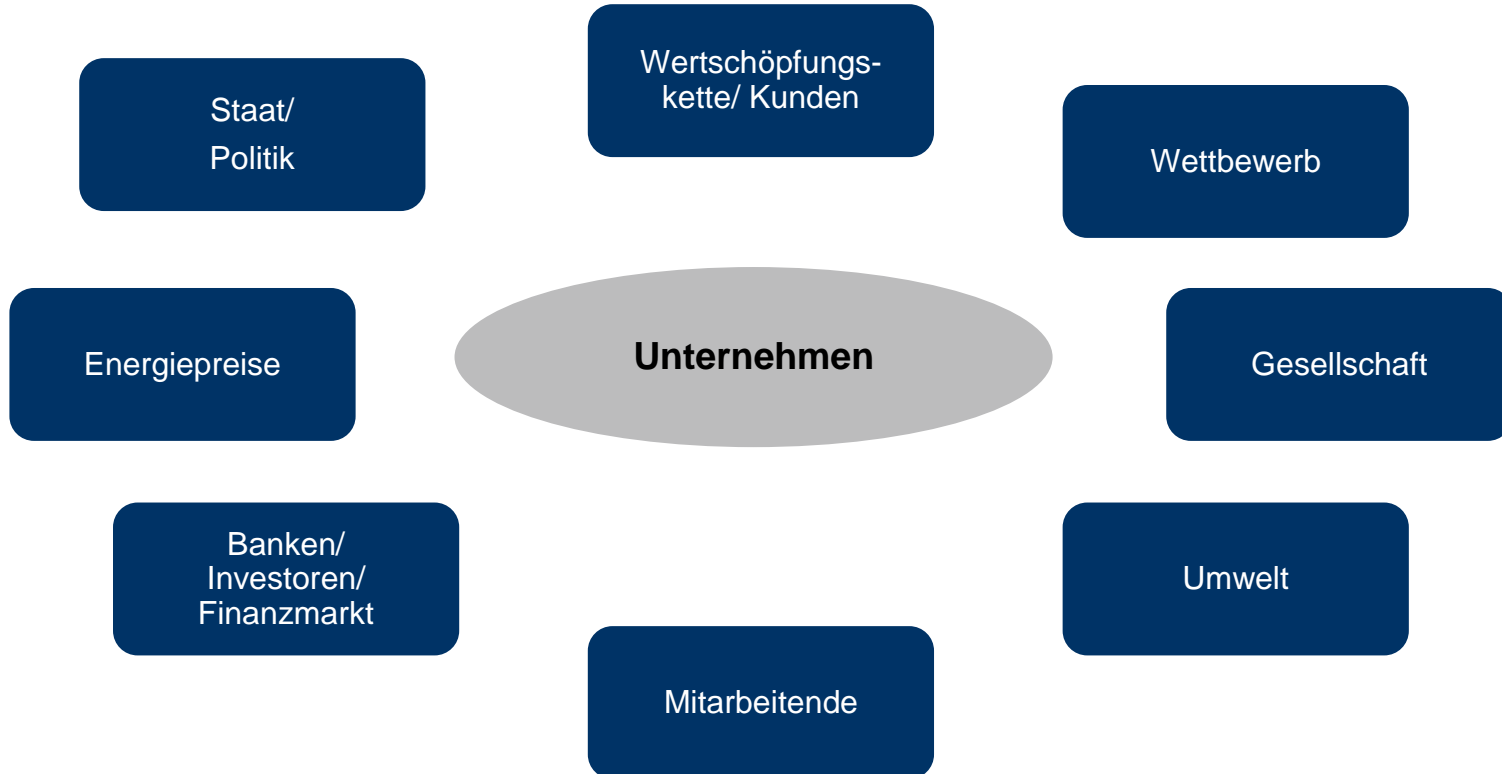 Wertschöpfungs-
kette/ Kunden
Staat/
Politik
Wettbewerb
Energiepreise
Unternehmen
Gesellschaft
Banken/
Investoren/
Finanzmarkt
Umwelt
Mitarbeitende